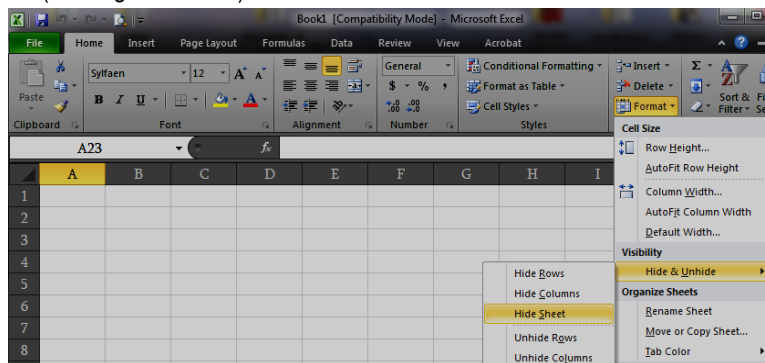 Book1 [Compatibility Mode] - Microsoft Excel
File Home Insert Page Layout Formulas Data Review View Acrobat
Paste
Sylfaen 12 A A
B I U A
General
$ % ,
.00 .0
Conditional Formatting
Format as Table
Cell Styles
Insert
Delete
Format
Σ
Sort &
Filter
Clipboard Font Alignment Number Styles
A23 fx
A B C D E F G H I
1
2
3
4
5
6
7
8
Cell Size
Row Height...
AutoFit Row Height
Column Width...
AutoFit Column Width
Default Width...
Visibility
Hide & Unhide
Organize Sheets
Rename Sheet
Move or Copy Sheet...
Tab Color
Hide Rows
Hide Columns
Hide Sheet
Unhide Rows
Unhide Columns